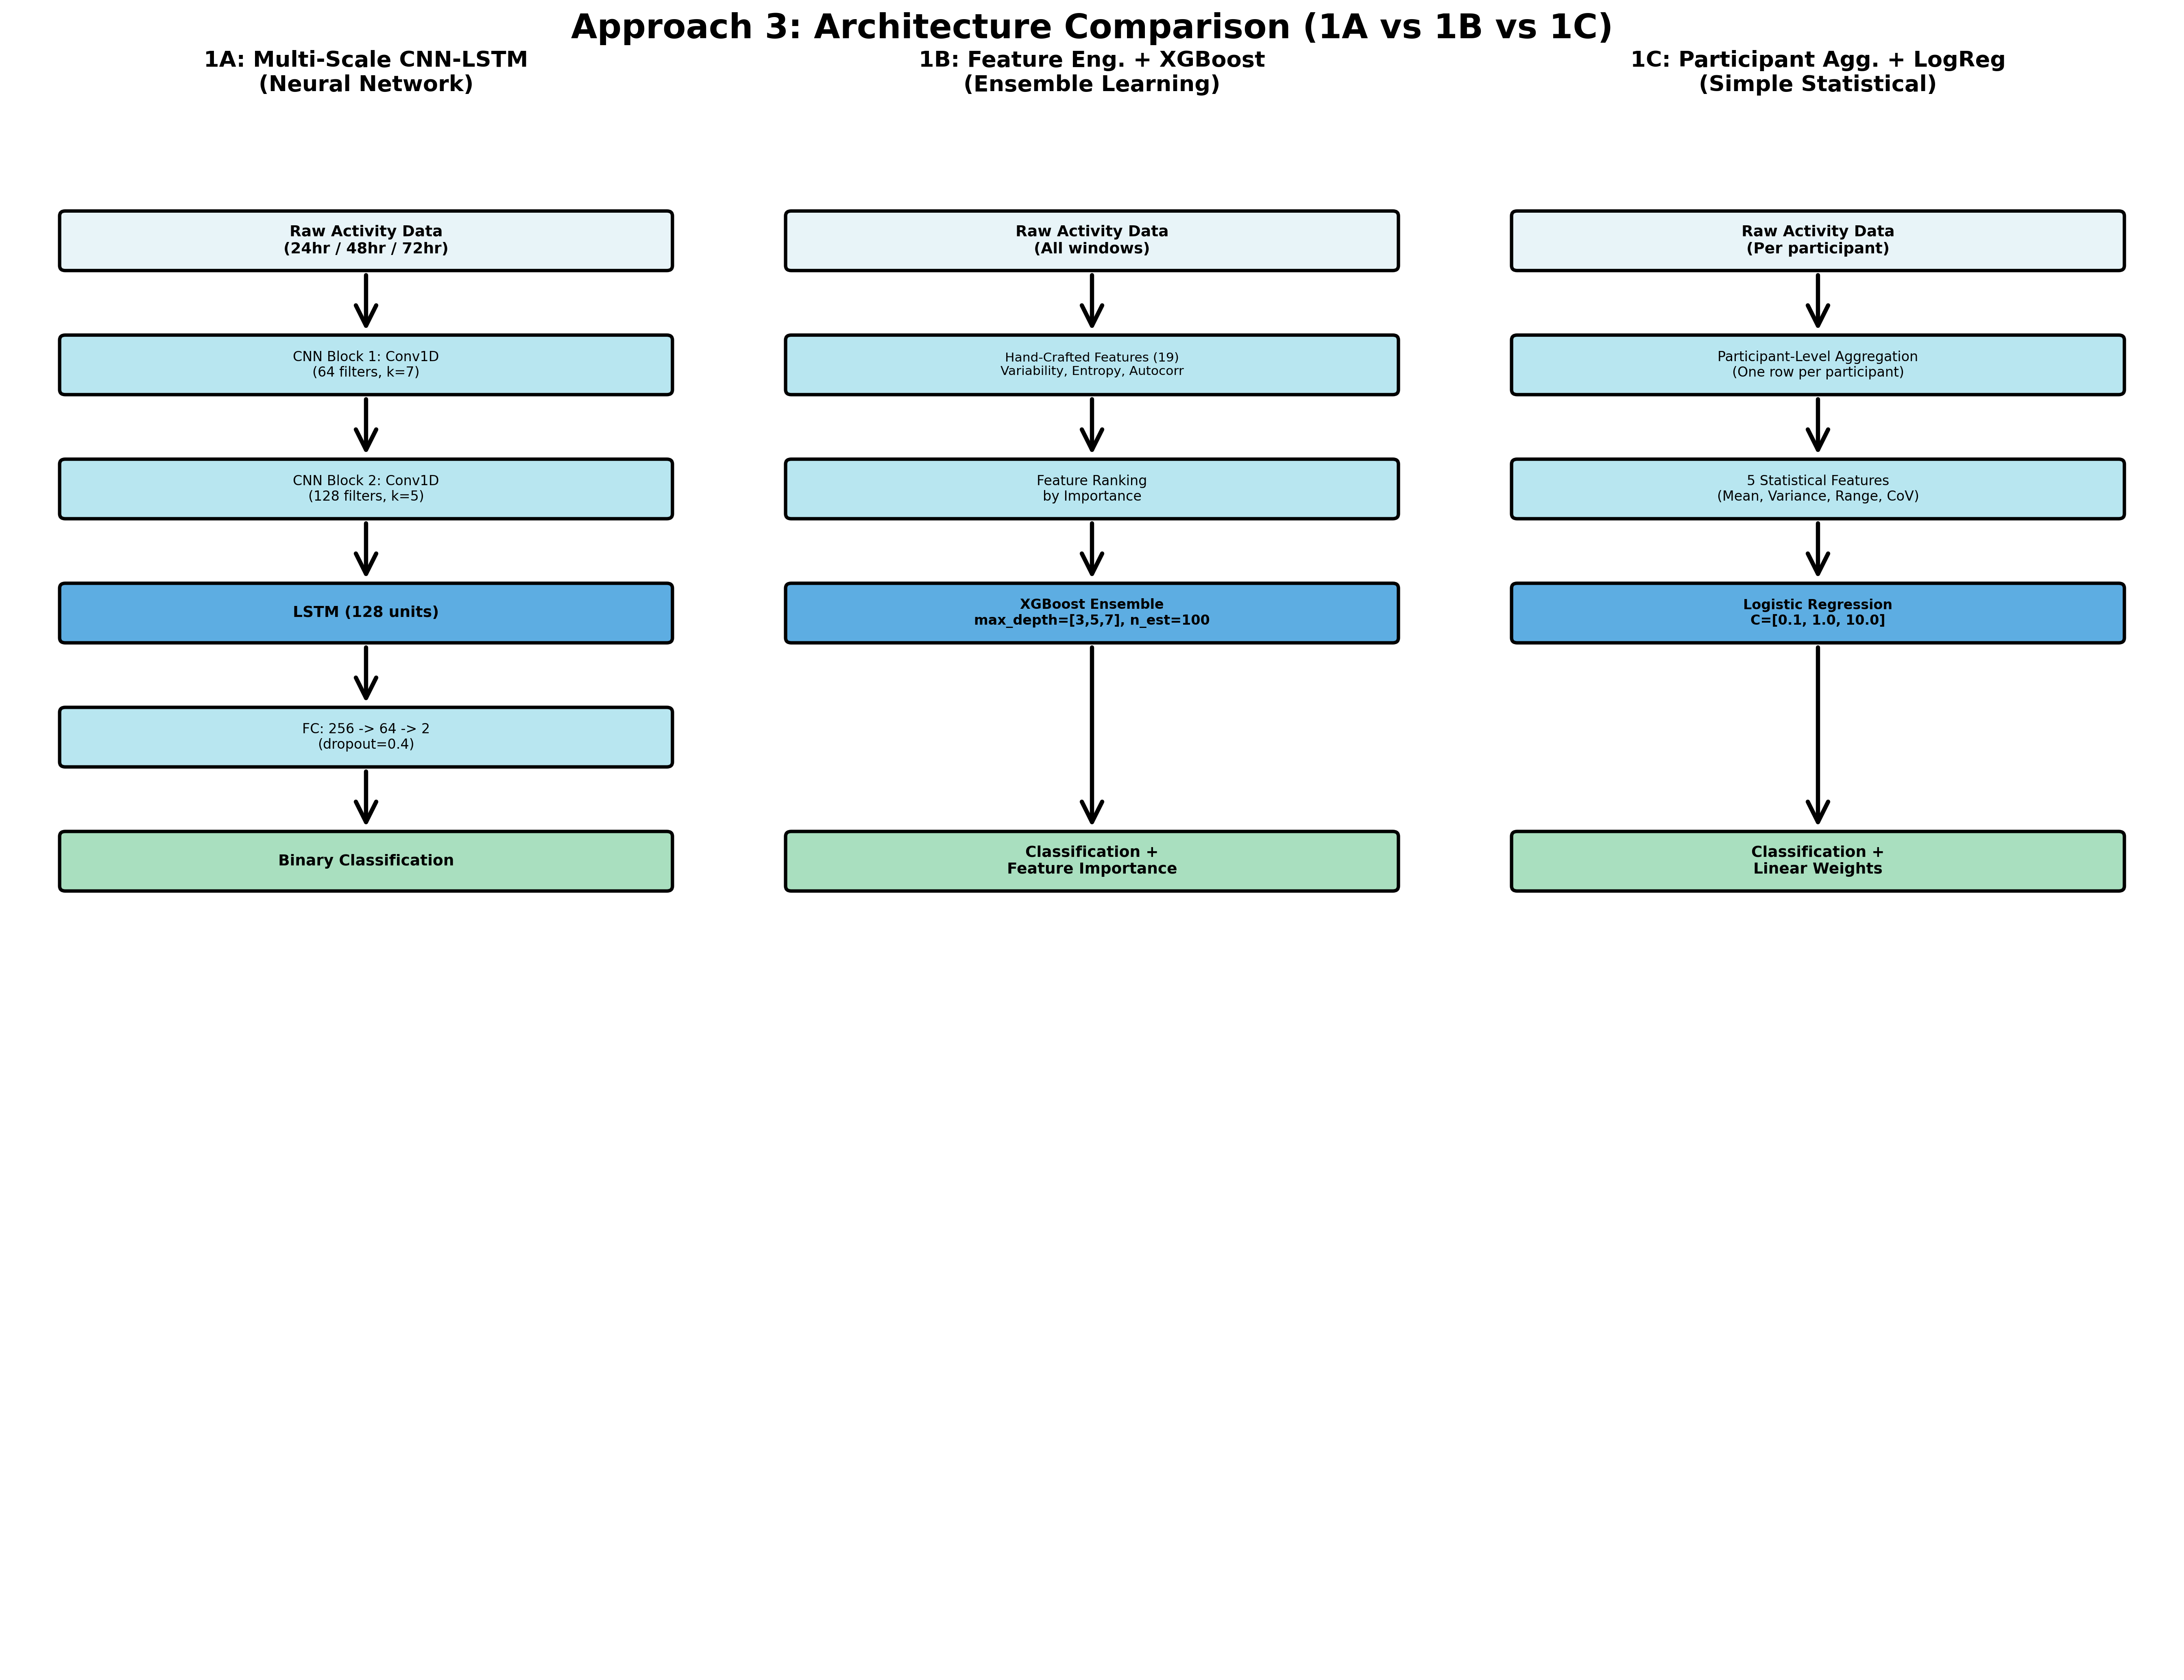 Approach 3: Architecture Comparison (1A vs 1B vs 1C)
1A: Multi-Scale CNN-LSTM
(Neural Network)
Raw Activity Data
(24hr / 48hr / 72hr)
CNN Block 1: Conv1D
(64 filters, k=7)
CNN Block 2: Conv1D
(128 filters, k=5)
LSTM (128 units)
FC: 256 -> 64 -> 2
(dropout=0.4)
Binary Classification
1B: Feature Eng. + XGBoost
(Ensemble Learning)
Raw Activity Data
(All windows)
Hand-Crafted Features (19)
Variability, Entropy, Autocorr
Feature Ranking
by Importance
XGBoost Ensemble
max_depth=[3,5,7], n_est=100
Classification +
Feature Importance
1C: Participant Agg. + LogReg
(Simple Statistical)
Raw Activity Data
(Per participant)
Participant-Level Aggregation
(One row per participant)
5 Statistical Features
(Mean, Variance, Range, CoV)
Logistic Regression
C=[0.1, 1.0, 10.0]
Classification +
Linear Weights